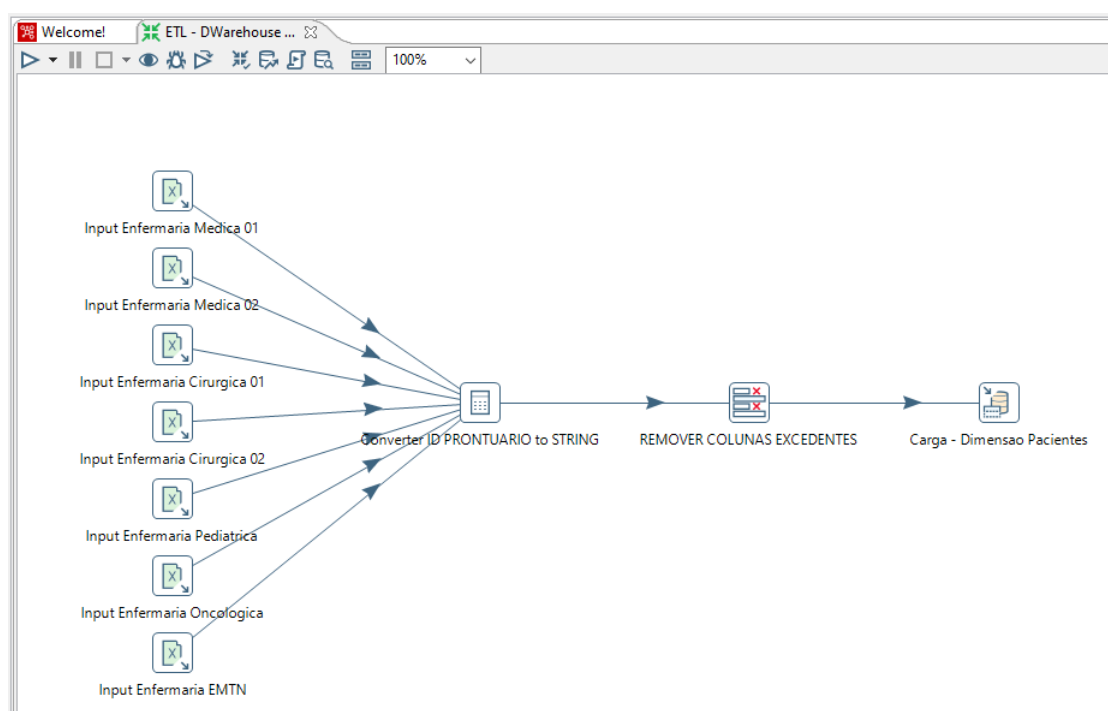 Welcome!
ETL - DWarehouse ...
100%
Input Enfermaria Medica 01
Input Enfermaria Medica 02
Input Enfermaria Cirurgica 01
Input Enfermaria Cirurgica 02
Input Enfermaria Pediatrica
Input Enfermaria Oncologica
Input Enfermaria EMTN
Converter ID PRONTUARIO to STRING
REMOVER COLUNAS EXCEDENTES
Carga - Dimensao Pacientes